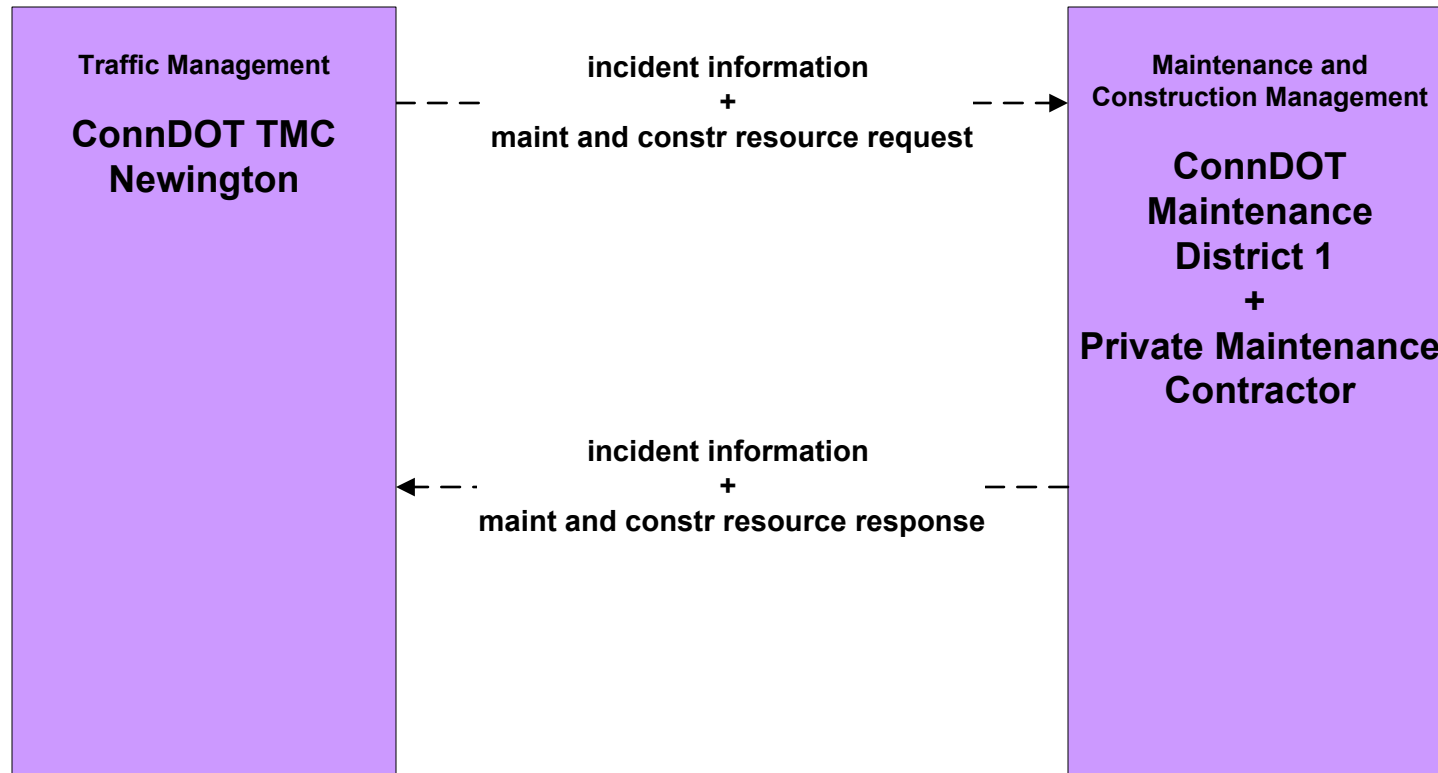 Traffic Management
ConnDOT TMC
Newington
incident information
+
maint and constr resource request
Maintenance and
Construction Management
ConnDOT
Maintenance
District 1
+
Private Maintenance
Contractor
incident information
+
maint and constr resource response